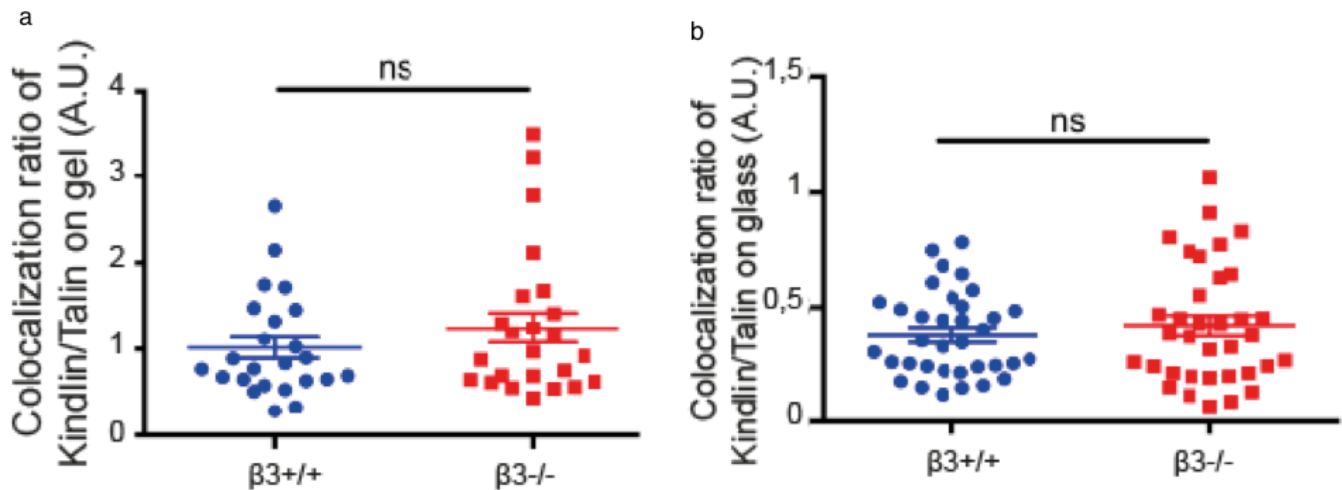 a
Colocalization ratio of
Kindlin/Talin on gel (A.U.)
4
3
2
1
0
ns
β3+/+
β3-/-
b
Colocalization ratio of
Kindlin/Talin on glass (A.U.)
1,5
1
0,5
0
ns
β3+/+
β3-/-